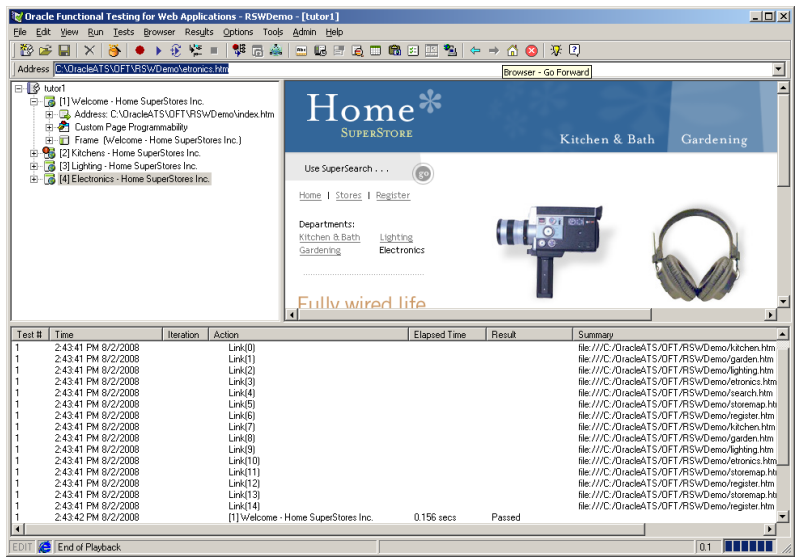 Oracle Functional Testing for Web Applications - RSWDemo - [tutor1]
File Edit View Run Tests Browser Results Options Tools Admin Help
Address C:\OracleATS\OFT\RSWDemo\etronics.htm
Browser - Go Forward
tutor1
[1] Welcome - Home SuperStores Inc.
Address: C:\OracleATS\OFT\RSWDemo\index.htm
Custom Page Programmability
Frame (Welcome - Home SuperStores Inc.)
[2] Kitchens - Home SuperStores Inc.
[3] Lighting - Home SuperStores Inc.
[4] Electronics - Home SuperStores Inc.
Home
SUPERSTORE
Kitchen & Bath Gardening
Use SuperSearch . . . go
Home | Stores | Register
Departments:
Kitchen & Bath Lighting
Gardening Electronics
Fully wired life
Test # Time Iteration Action Elapsed Time Result Summary
1 2:43:41 PM 8/2/2008 Link(0) file:///C:/OracleATS/OFT/RSWDemo/kitchen.htm
1 2:43:41 PM 8/2/2008 Link(1) file:///C:/OracleATS/OFT/RSWDemo/garden.htm
1 2:43:41 PM 8/2/2008 Link(2) file:///C:/OracleATS/OFT/RSWDemo/lighting.htm
1 2:43:41 PM 8/2/2008 Link(3) file:///C:/OracleATS/OFT/RSWDemo/etronics.htm
1 2:43:41 PM 8/2/2008 Link(4) file:///C:/OracleATS/OFT/RSWDemo/search.htm
1 2:43:41 PM 8/2/2008 Link(5) file:///C:/OracleATS/OFT/RSWDemo/storemap.ht
1 2:43:41 PM 8/2/2008 Link(6) file:///C:/OracleATS/OFT/RSWDemo/register.htm
1 2:43:41 PM 8/2/2008 Link(7) file:///C:/OracleATS/OFT/RSWDemo/kitchen.htm
1 2:43:41 PM 8/2/2008 Link(8) file:///C:/OracleATS/OFT/RSWDemo/garden.htm
1 2:43:41 PM 8/2/2008 Link(9) file:///C:/OracleATS/OFT/RSWDemo/lighting.htm
1 2:43:41 PM 8/2/2008 Link(10) file:///C:/OracleATS/OFT/RSWDemo/etronics.htm
1 2:43:41 PM 8/2/2008 Link(11) file:///C:/OracleATS/OFT/RSWDemo/storemap.ht
1 2:43:41 PM 8/2/2008 Link(12) file:///C:/OracleATS/OFT/RSWDemo/register.htm
1 2:43:41 PM 8/2/2008 Link(13) file:///C:/OracleATS/OFT/RSWDemo/storemap.ht
1 2:43:41 PM 8/2/2008 Link(14) file:///C:/OracleATS/OFT/RSWDemo/register.htm
1 2:43:42 PM 8/2/2008 [1] Welcome - Home SuperStores Inc. 0.156 secs Passed
EDIT End of Playback 0.1